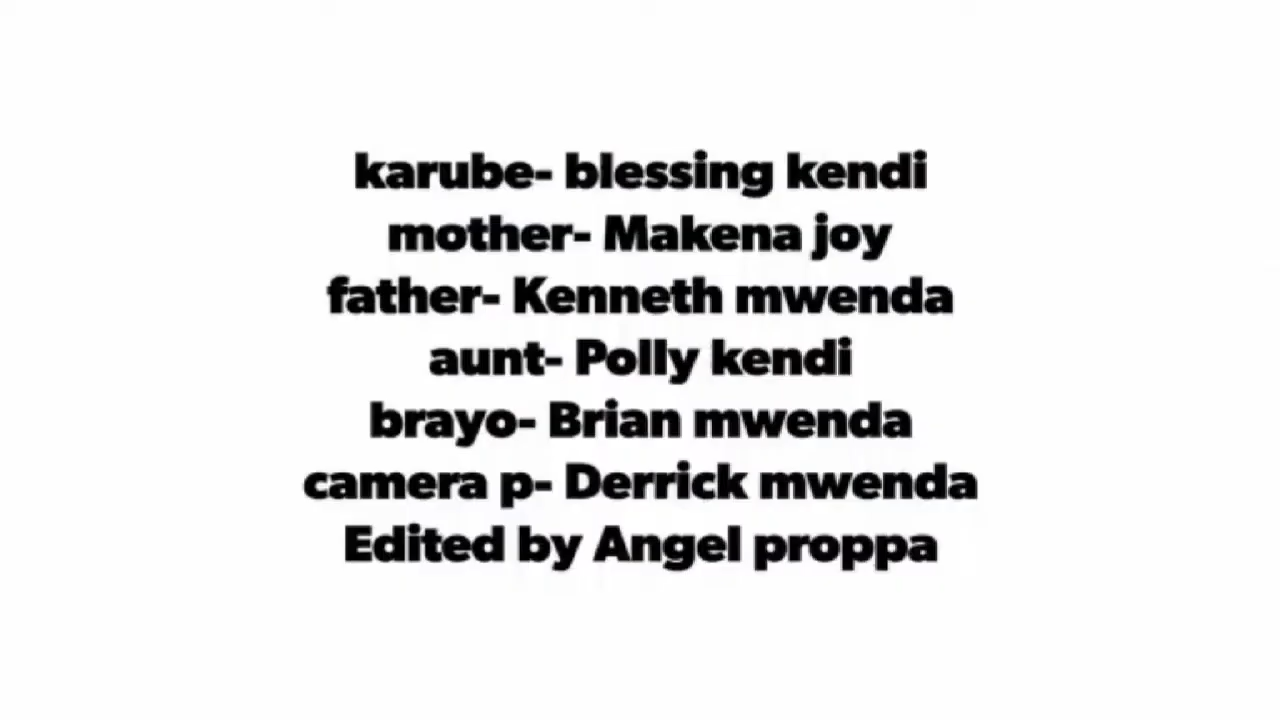 karube- blessing kendi
mother- Makena joy
father- Kenneth mwenda
aunt- Polly kendi
brayo- Brian mwenda
camera p- Derrick mwenda
Edited by Angel proppa